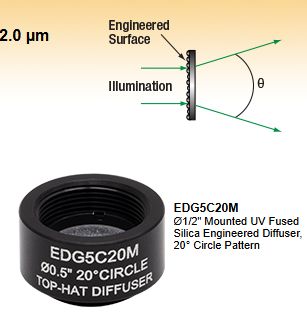 2.0 μm
Engineered
Surface
Illumination
θ
EDG5C20M
Ø1/2" Mounted UV Fused
Silica Engineered Diffuser,
20° Circle Pattern
EDG5C20M
Ø0.5" 20°CIRCLE
TOP-HAT DIFFUSER